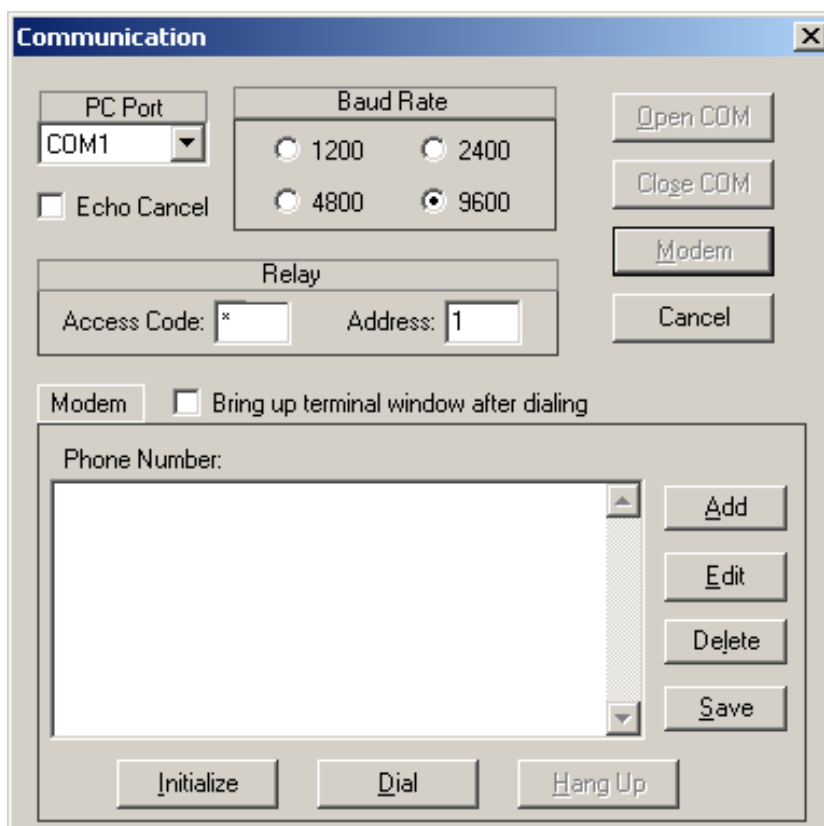 Communication
PC Port
COM1
Echo Cancel
Baud Rate
1200 2400
4800 9600
Open COM
Close COM
Modem
Cancel
Relay
Access Code: * Address: 1
Modem Bring up terminal window after dialing
Phone Number:
Add
Edit
Delete
Save
Initialize Dial Hang Up